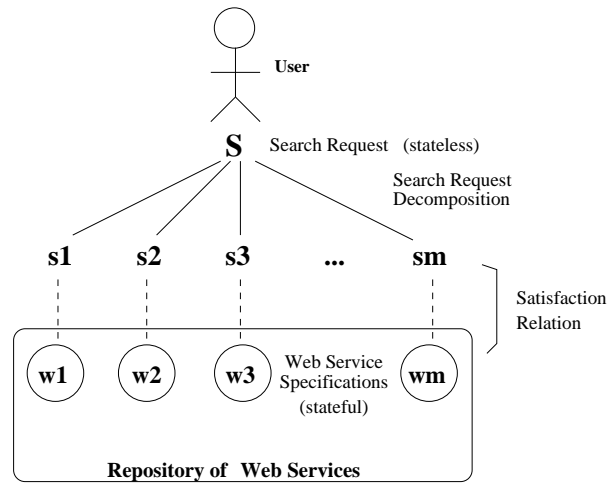 User
S Search Request (stateless)
Search Request
Decomposition
s1 s2 s3 ... sm
Satisfaction
Relation
w1 w2 w3 Web Service
Specifications
(stateful) wm
Repository of Web Services